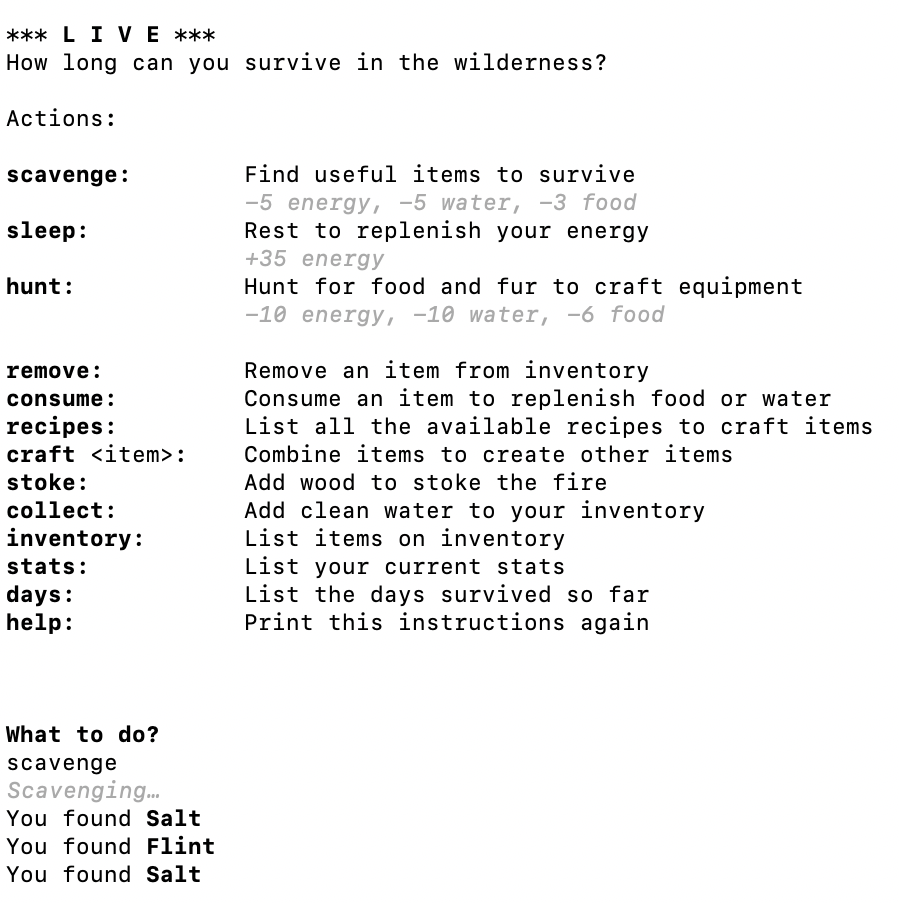 *** L I V E ***
How long can you survive in the wilderness?
Actions:
scavenge: Find useful items to survive
−5 energy, −5 water, −3 food
sleep: Rest to replenish your energy
+35 energy
hunt: Hunt for food and fur to craft equipment
−10 energy, −10 water, −6 food
remove: Remove an item from inventory
consume: Consume an item to replenish food or water
recipes: List all the available recipes to craft items
craft <item>: Combine items to create other items
stoke: Add wood to stoke the fire
collect: Add clean water to your inventory
inventory: List items on inventory
stats: List your current stats
days: List the days survived so far
help: Print this instructions again
What to do?
scavenge
Scavenging…
You found Salt
You found Flint
You found Salt